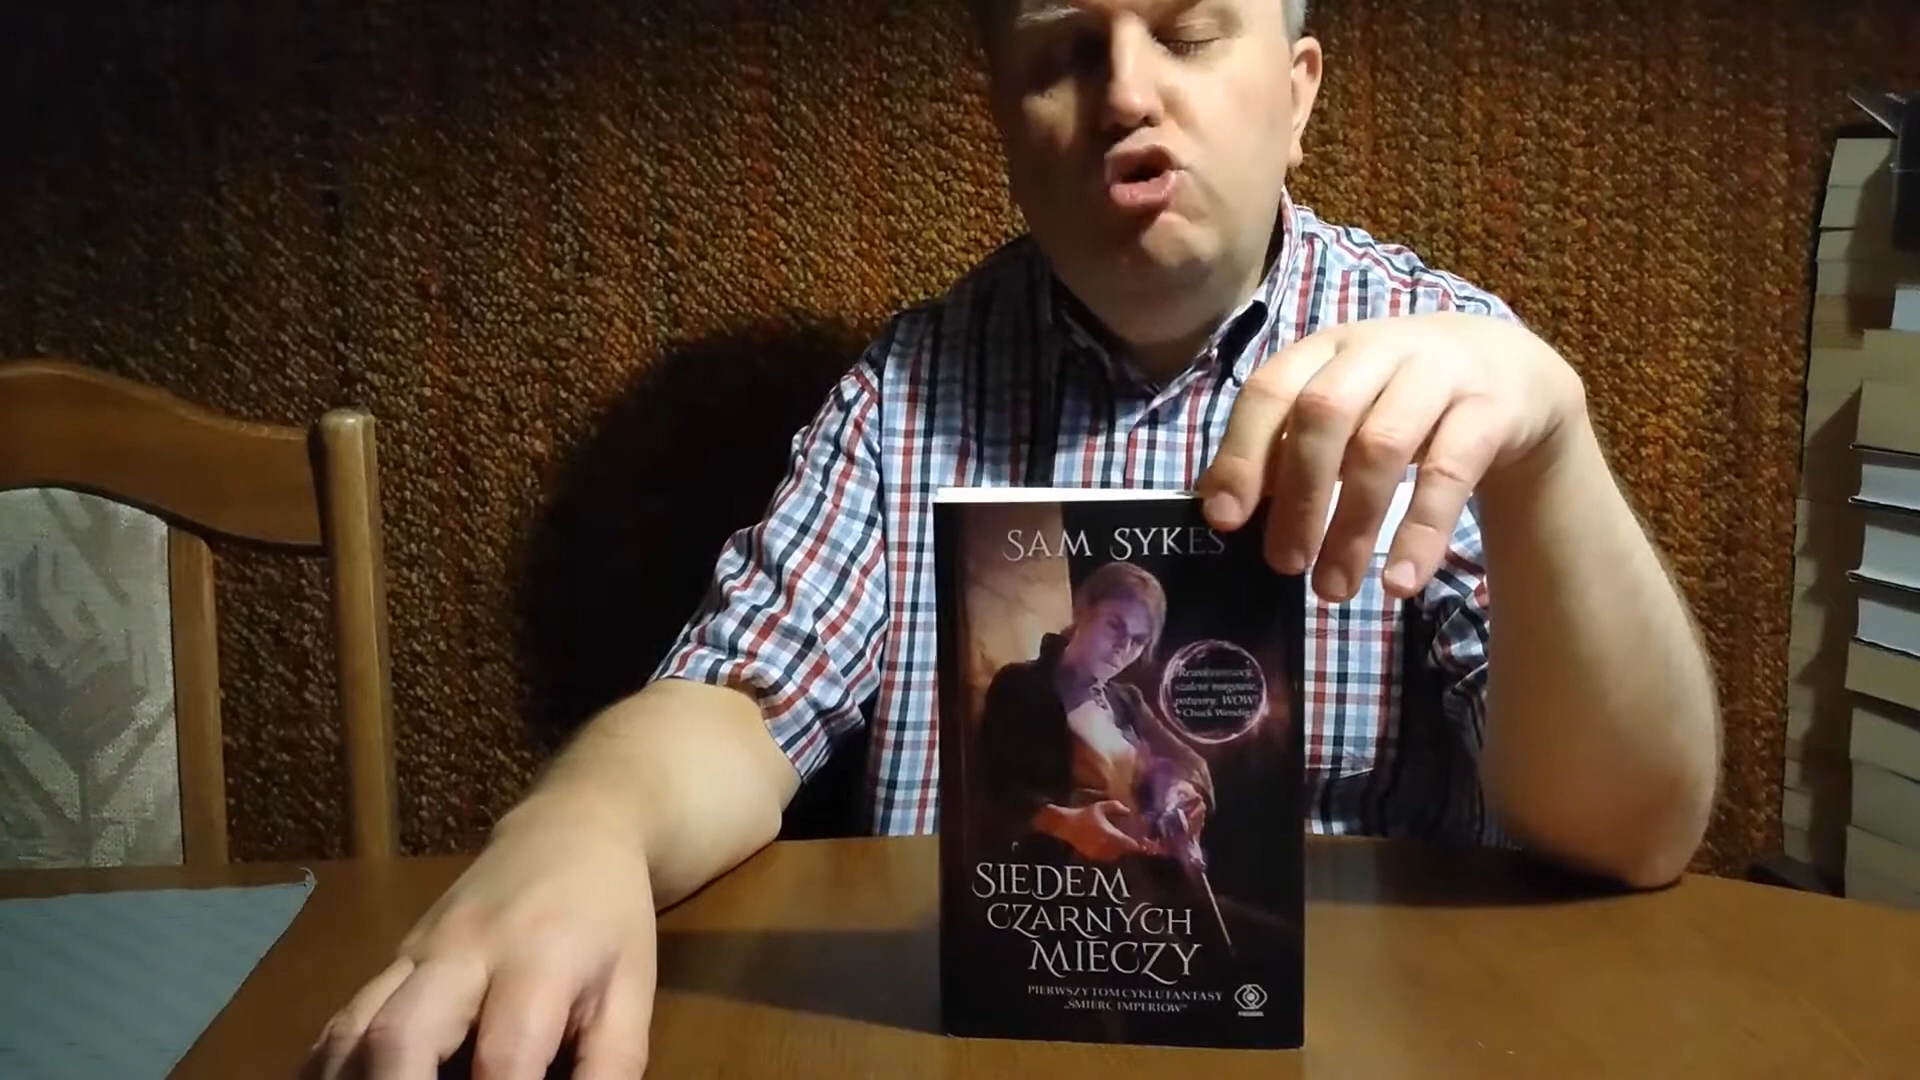 SAM SYKES
Rewolwerowcy,
szaleni magowie,
potwory. WOW!
Chuck Wendig
SIEDEM
CZARNYCH
MIECZY
PIERWSZY TOM CYKLU FANTASY
„ŚMIERĆ IMPERIÓW”